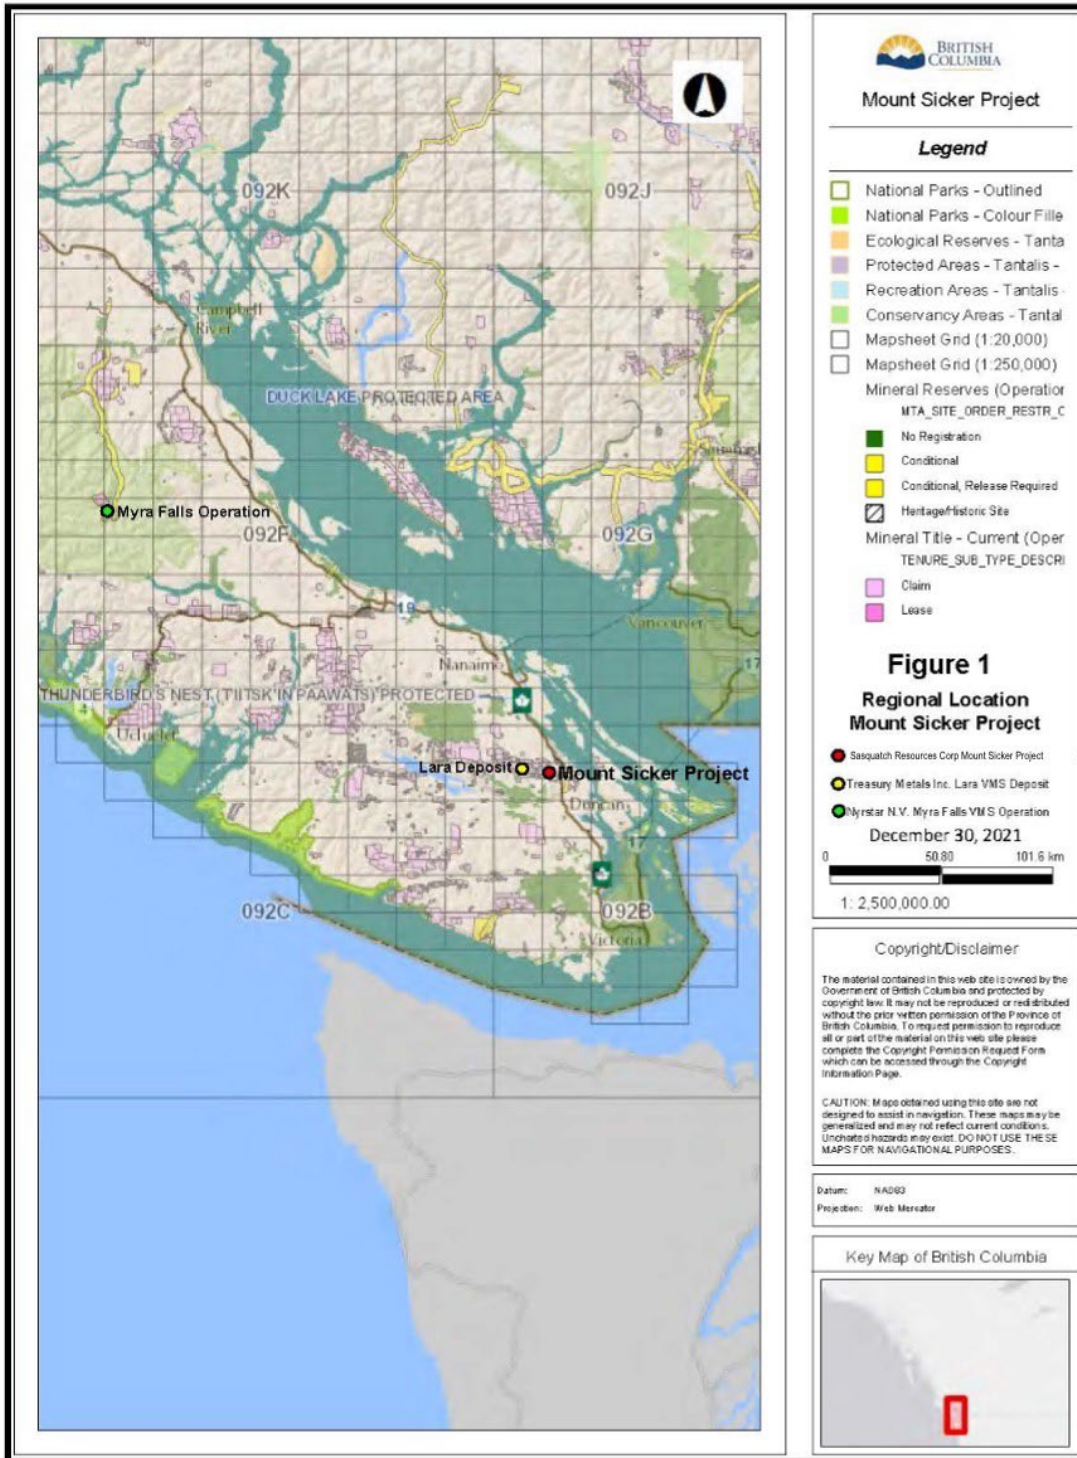 092K
092J
Campbell
River
DUCK LAKE PROTECTED AREA
Myra Falls Operation
092F
092G
19
Vancouver
17
Nanaimo
THUNDERBIRD'S NEST (TIITSK'IN PAAWATS) PROTECTED
4
Ucluelet
Lara Deposit
Mount Sicker Project
Duncan
17
092C
092B
Victoria
BRITISH
COLUMBIA
Mount Sicker Project
Legend
National Parks - Outlined
National Parks - Colour Fille
Ecological Reserves - Tanta
Protected Areas - Tantalis -
Recreation Areas - Tantalis -
Conservancy Areas - Tantal
Mapsheet Grid (1:20,000)
Mapsheet Grid (1:250,000)
Mineral Reserves (Operation
MTA_SITE_ORDER_RESTR_C
No Registration
Conditional
Conditional, Release Required
Heritage/Historic Site
Mineral Title - Current (Oper
TENURE_SUB_TYPE_DESCRI
Claim
Lease
Figure 1
Regional Location
Mount Sicker Project
Sasquatch Resources Corp Mount Sicker Project
Treasury Metals Inc. Lara VMS Deposit
Nyrstar N.V. Myra Falls VMS Operation
December 30, 2021
0 50.80 101.6 km
1: 2,500,000.00
Copyright/Disclaimer
The material contained in this web site is owned by the
Government of British Columbia and protected by
copyright law. It may not be reproduced or redistributed
without the prior written permission of the Province of
British Columbia. To request permission to reproduce
all or part of the material on this web site please
complete the Copyright Permission Request Form
which can be accessed through the Copyright
Information Page.
CAUTION: Maps obtained using this site are not
designed to assist in navigation. These maps may be
generalized and may not reflect current conditions.
Uncharted hazards may exist. DO NOT USE THESE
MAPS FOR NAVIGATIONAL PURPOSES.
Datum: NAD83
Projection: Web Mercator
Key Map of British Columbia